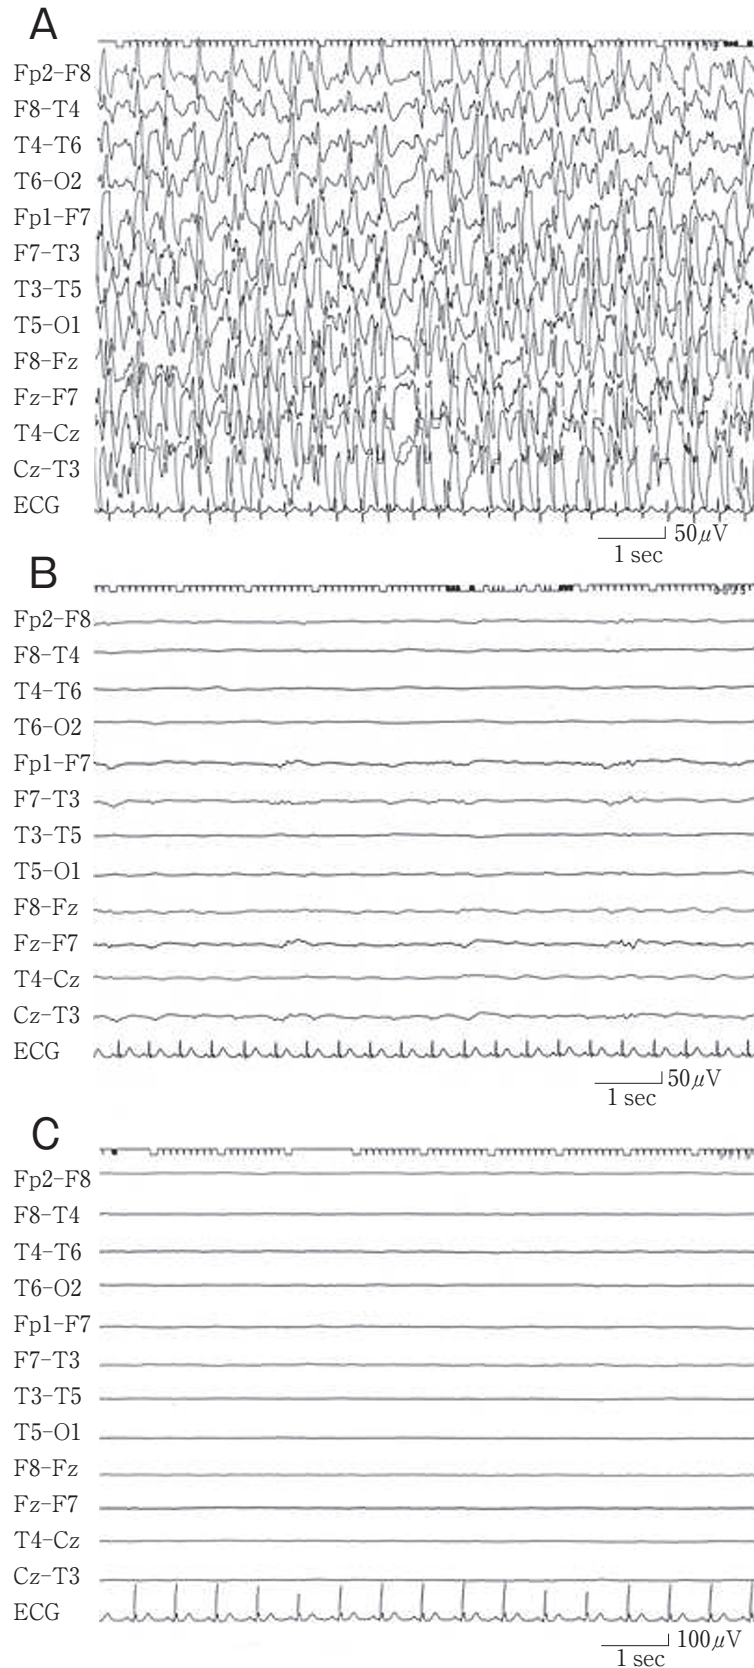 A
Fp2-F8
F8-T4
T4-T6
T6-O2
Fp1-F7
F7-T3
T3-T5
T5-O1
F8-Fz
Fz-F7
T4-Cz
Cz-T3
ECG
50μV
1 sec
B
Fp2-F8
F8-T4
T4-T6
T6-O2
Fp1-F7
F7-T3
T3-T5
T5-O1
F8-Fz
Fz-F7
T4-Cz
Cz-T3
ECG
50μV
1 sec
C
Fp2-F8
F8-T4
T4-T6
T6-O2
Fp1-F7
F7-T3
T3-T5
T5-O1
F8-Fz
Fz-F7
T4-Cz
Cz-T3
ECG
100μV
1 sec